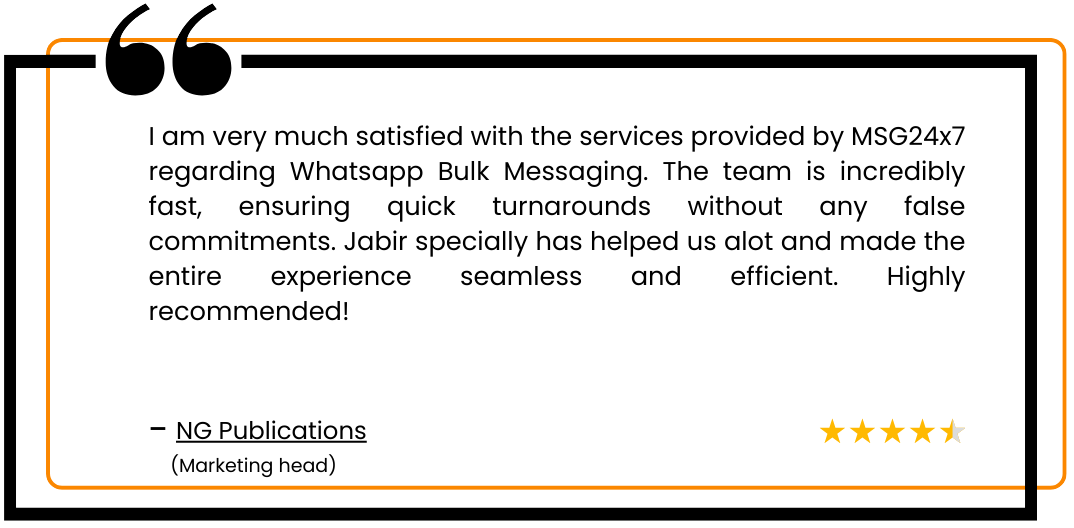 I am very much satisfied with the services provided by MSG24x7
regarding Whatsapp Bulk Messaging. The team is incredibly
fast, ensuring quick turnarounds without any false
commitments. Jabir specially has helped us alot and made the
entire experience seamless and efficient. Highly
recommended!
– NG Publications
(Marketing head)